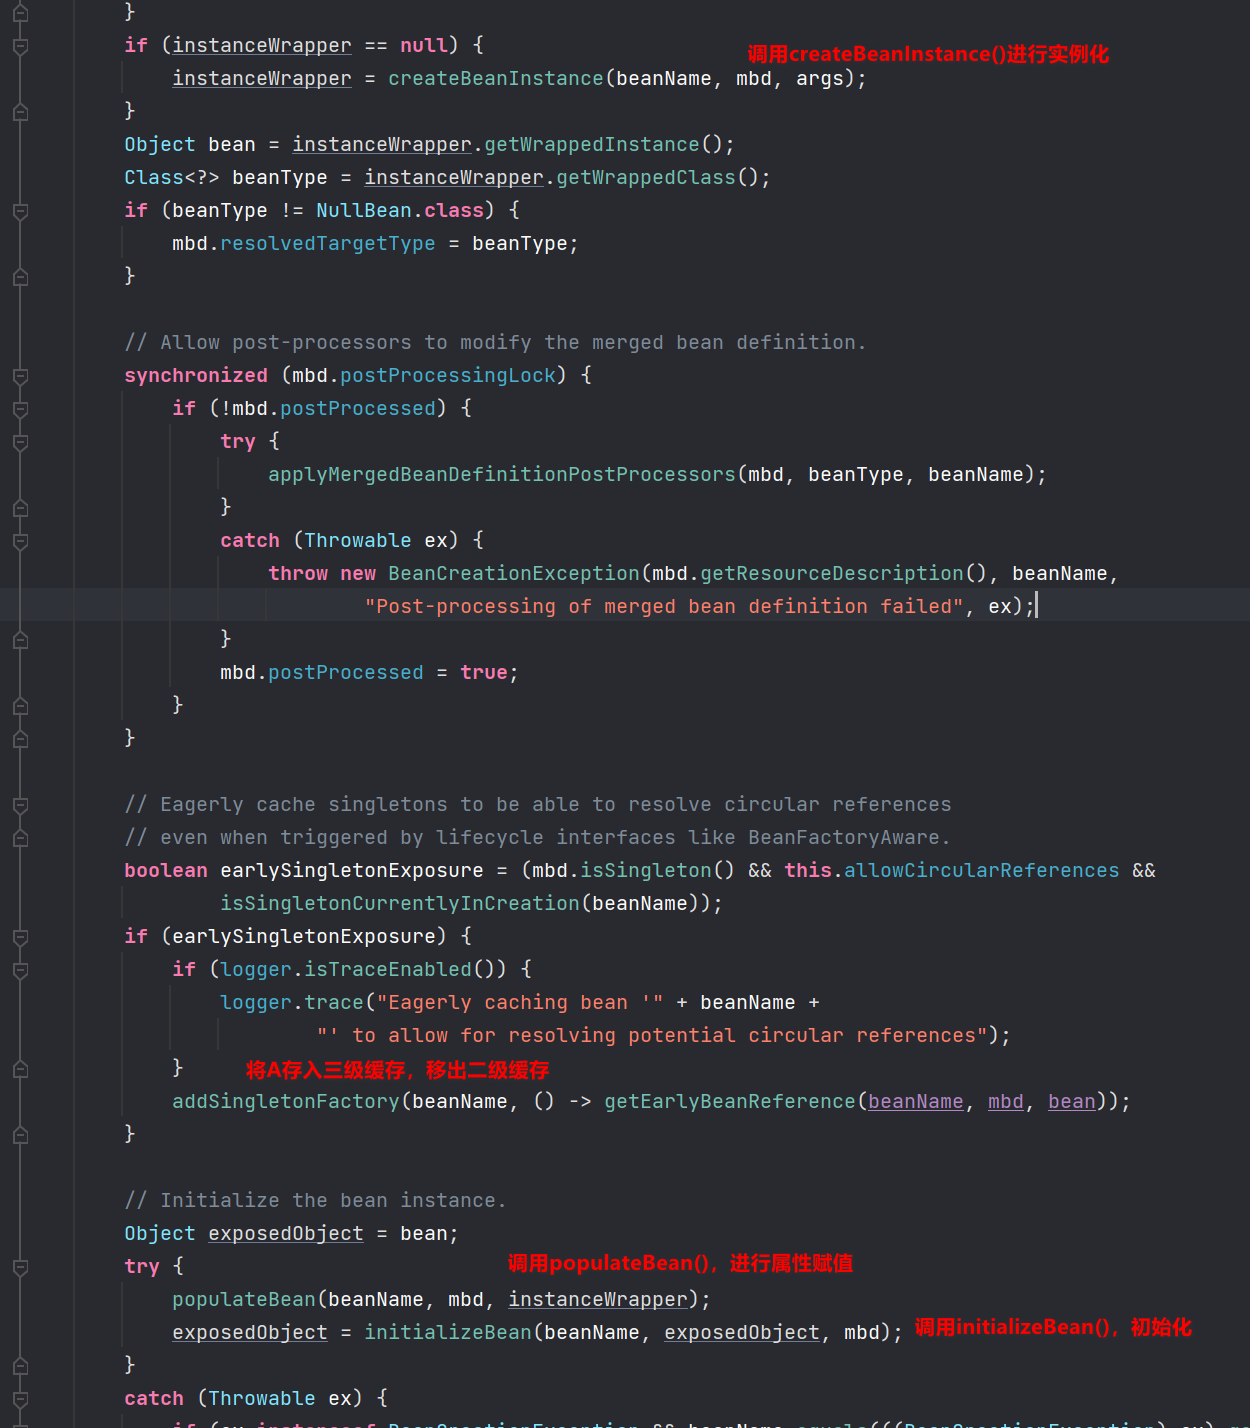 }
if (instanceWrapper == null) {
调用createBeanInstance()进行实例化
instanceWrapper = createBeanInstance(beanName, mbd, args);
}
Object bean = instanceWrapper.getWrappedInstance();
Class<?> beanType = instanceWrapper.getWrappedClass();
if (beanType != NullBean.class) {
mbd.resolvedTargetType = beanType;
}
// Allow post-processors to modify the merged bean definition.
synchronized (mbd.postProcessingLock) {
if (!mbd.postProcessed) {
try {
applyMergedBeanDefinitionPostProcessors(mbd, beanType, beanName);
}
catch (Throwable ex) {
throw new BeanCreationException(mbd.getResourceDescription(), beanName,
"Post-processing of merged bean definition failed", ex);
}
mbd.postProcessed = true;
}
}
// Eagerly cache singletons to be able to resolve circular references
// even when triggered by lifecycle interfaces like BeanFactoryAware.
boolean earlySingletonExposure = (mbd.isSingleton() && this.allowCircularReferences &&
isSingletonCurrentlyInCreation(beanName));
if (earlySingletonExposure) {
if (logger.isTraceEnabled()) {
logger.trace("Eagerly caching bean '" + beanName +
"' to allow for resolving potential circular references");
}
将A存入三级缓存，移出二级缓存
addSingletonFactory(beanName, () -> getEarlyBeanReference(beanName, mbd, bean));
}
// Initialize the bean instance.
Object exposedObject = bean;
try {
调用populateBean()，进行属性赋值
populateBean(beanName, mbd, instanceWrapper);
exposedObject = initializeBean(beanName, exposedObject, mbd);
调用initializeBean()，初始化
}
catch (Throwable ex) {